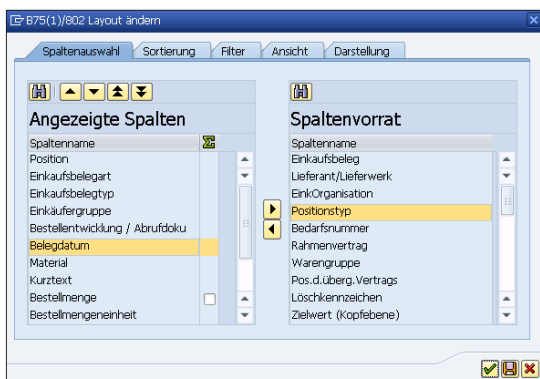 B75(1)/802 Layout ändern
Spaltenauswahl
Sortierung
Filter
Ansicht
Darstellung
Angezeigte Spalten
Spaltenname
Position
Einkaufsbelegart
Einkaufsbelegtyp
Einkäufergruppe
Bestellentwicklung / Abrufdoku
Belegdatum
Material
Kurztext
Bestellmenge
Bestellmengeneinheit
Spaltenvorrat
Spaltenname
Einkaufsbeleg
Lieferant/Lieferwerk
EinkOrganisation
Positionstyp
Bedarfsnummer
Rahmenvertrag
Warengruppe
Pos.d.überg.Vertrags
Löschkennzeichen
Zielwert (Kopfebene)